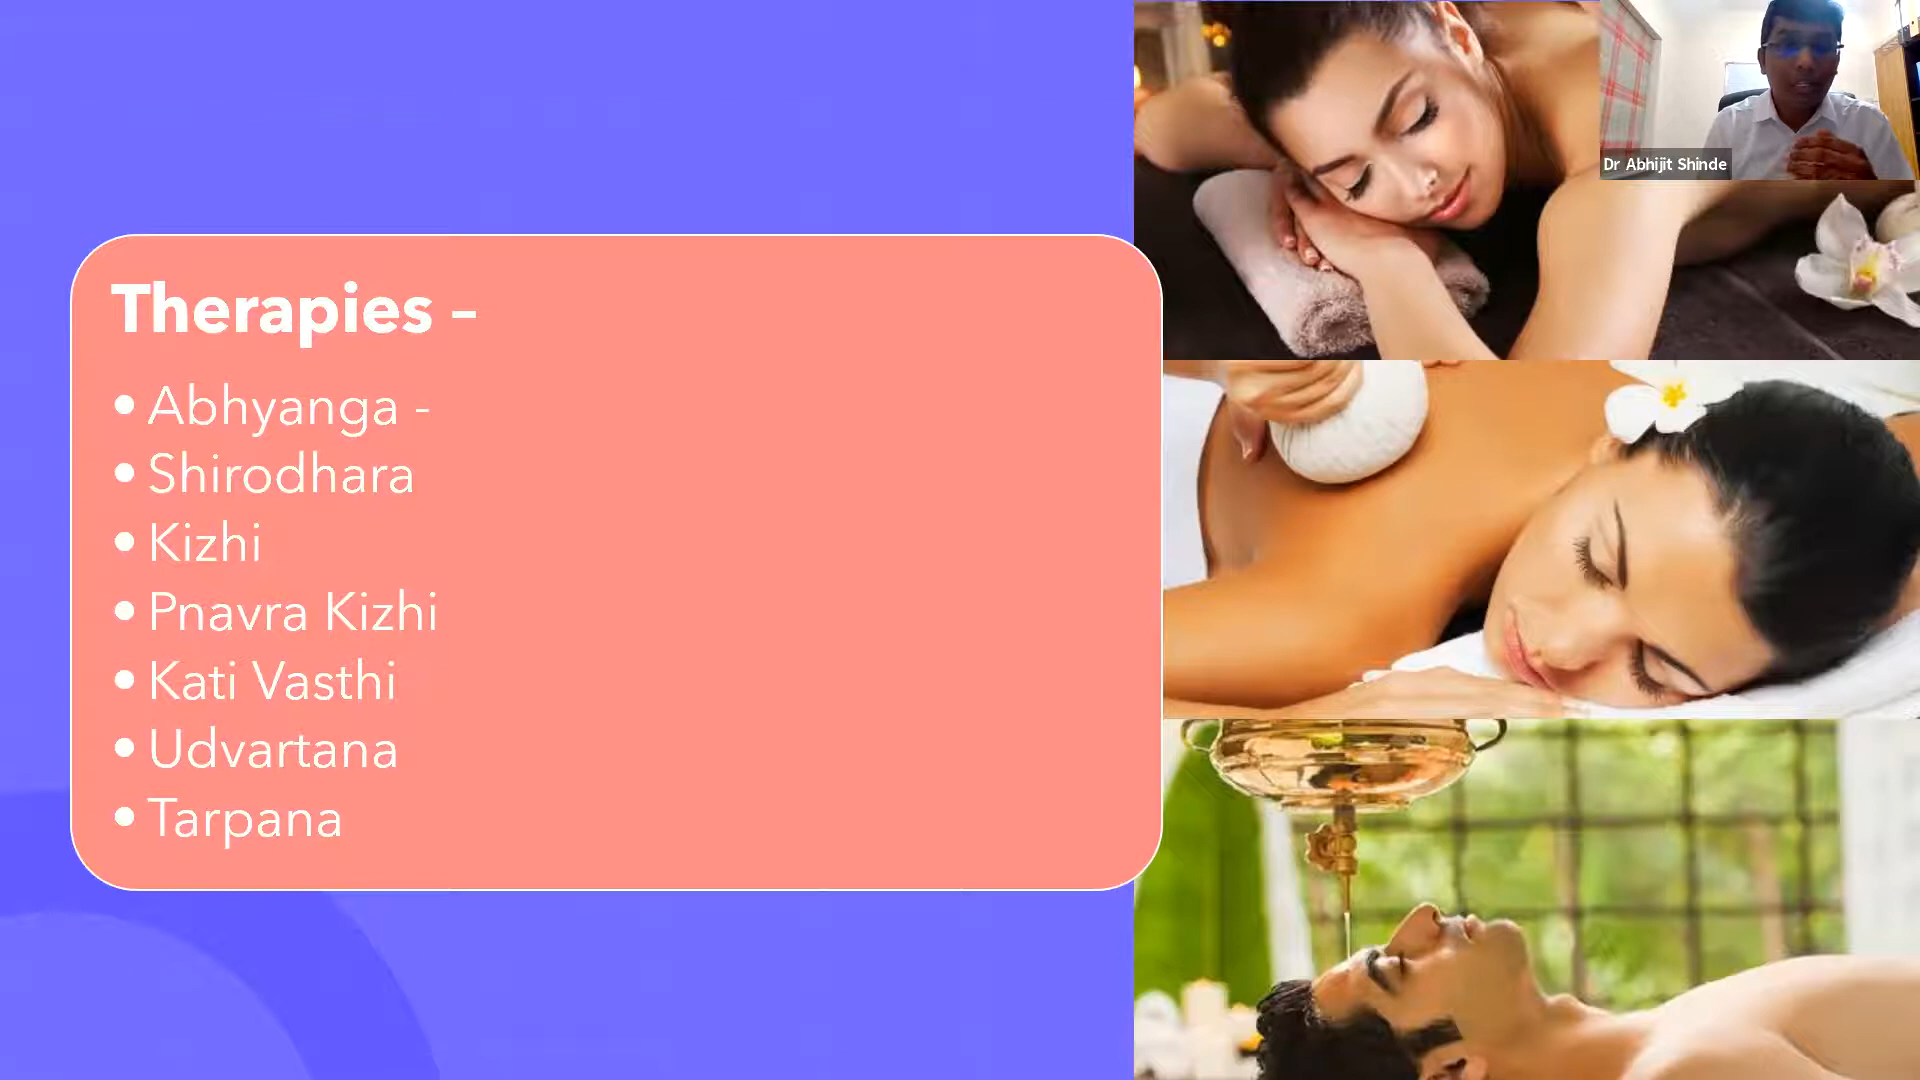 Therapies –
• Abhyanga -
• Shirodhara
• Kizhi
• Pnavra Kizhi
• Kati Vasthi
• Udvartana
• Tarpana
Dr Abhijit Shinde